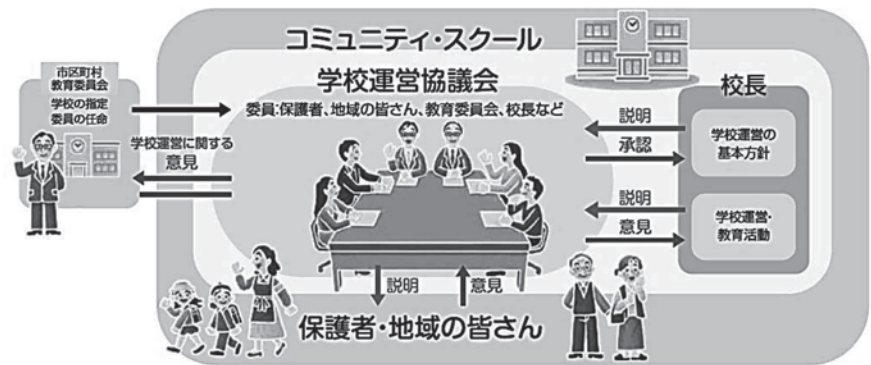 コミュニティ・スクール
学校運営協議会
委員:保護者、地域の皆さん、教育委員会、校長など
市区町村
教育委員会
学校の指定
委員の任命
学校運営に関する
意見
校長
説明
承認
学校運営の
基本方針
説明
意見
学校運営・
教育活動
説明
意見
保護者・地域の皆さん